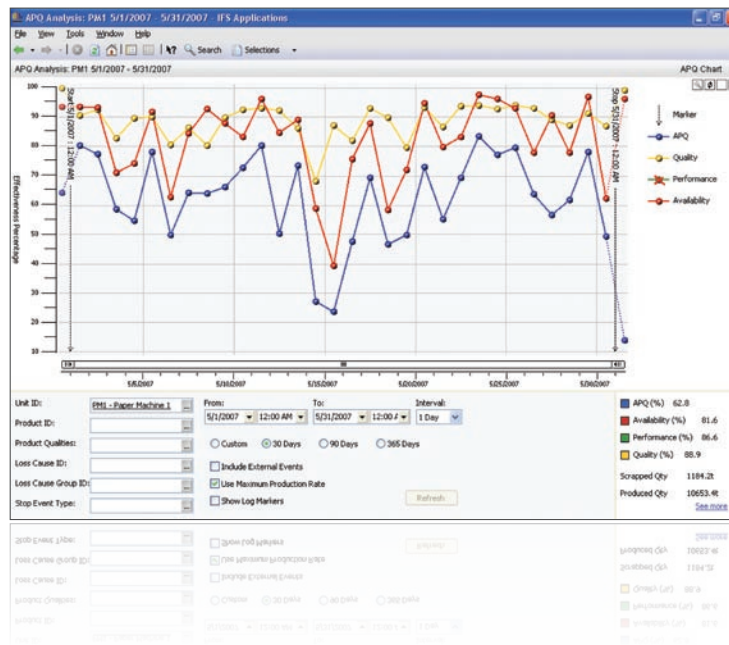 APQ Analysis: PM1 5/1/2007 - 5/31/2007 - IFS Applications
File View Tools Window Help
Search Selections
APQ Analysis: PM1 5/1/2007 - 5/31/2007 APQ Chart
Effectiveness Percentage
100
90
80
70
60
50
40
30
20
10
Start 5/1/2007 : 12:00 AM
Stop 5/31/2007 : 12:00 AM
Marker
APQ
Quality
Performance
Availability
5/5/2007 5/10/2007 5/15/2007 5/20/2007 5/25/2007 5/30/2007
Unit ID: PM1 - Paper Machine 1
Product ID:
Product Qualities:
Loss Cause ID:
Loss Cause Group ID:
Stop Event Type:
From: To: Interval:
5/1/2007 12:00 AM 5/31/2007 12:00 A 1 Day
Custom 30 Days 90 Days 365 Days
Include External Events
Use Maximum Production Rate
Show Log Markers
Refresh
APQ (%) 62.8
Availability (%) 81.6
Performance (%) 86.6
Quality (%) 88.9
Scrapped Qty 1184.2t
Produced Qty 10653.4t
See more